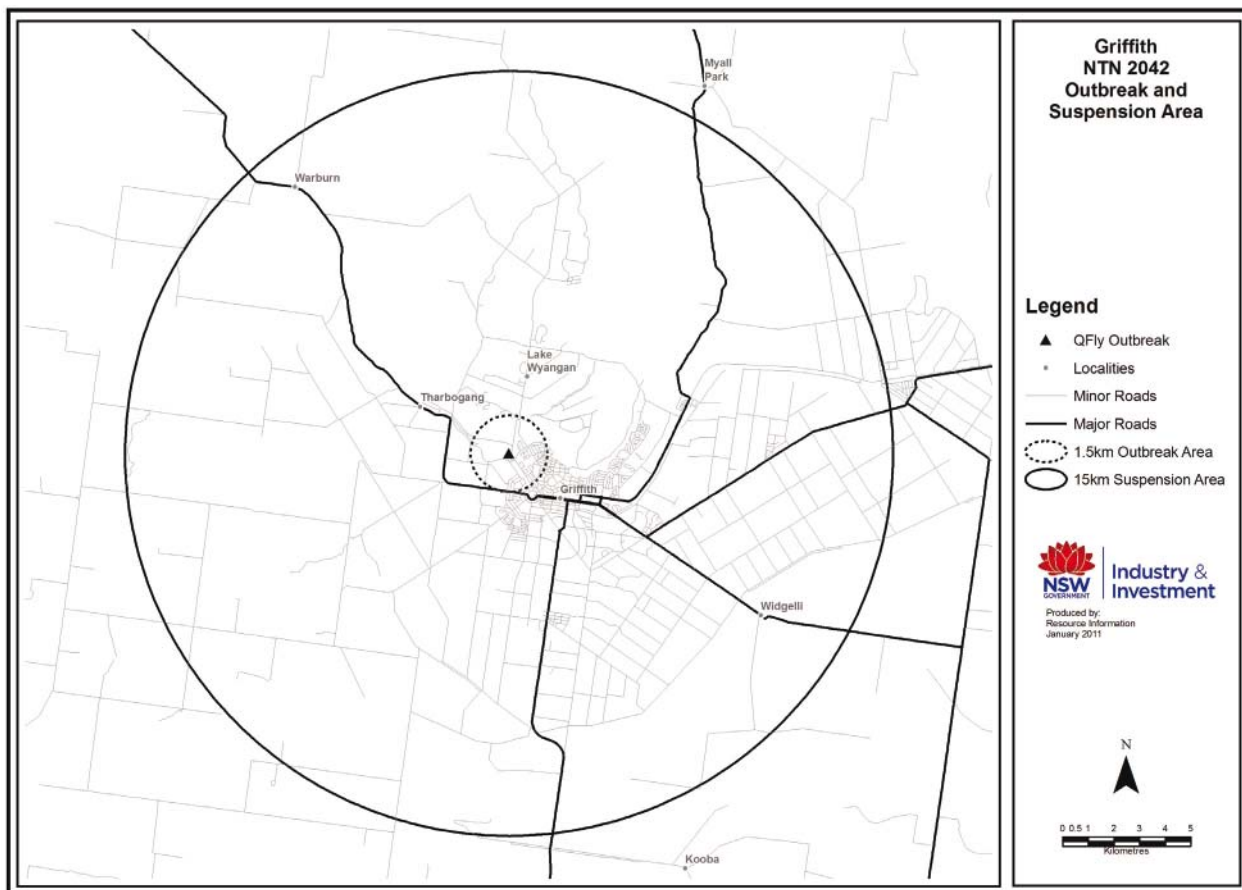 Griffith
NTN 2042
Outbreak and
Suspension Area
Myall
Park
Warburn
Lake
Wyangan
Tharbogang
Griffith
Widgelli
Kooba
Legend
QFly Outbreak
Localities
Minor Roads
Major Roads
1.5km Outbreak Area
15km Suspension Area
NSW
GOVERNMENT
Industry &
Investment
Produced by:
Resource Information
January 2011
N
0 0.5 1 2 3 4 5
Kilometres